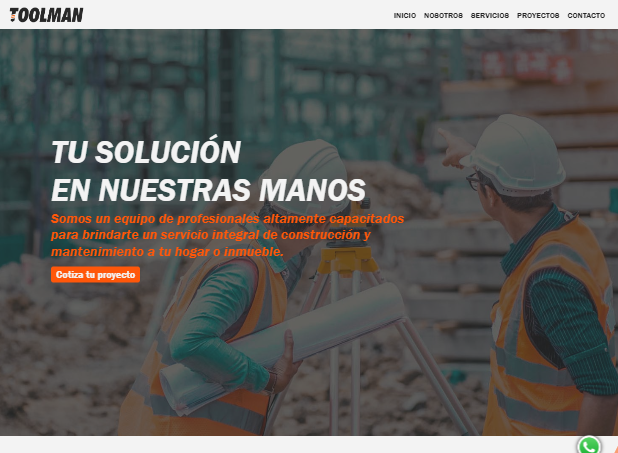 TOOLMAN
INICIO NOSOTROS SERVICIOS PROYECTOS CONTACTO
TU SOLUCIÓN
EN NUESTRAS MANOS
Somos un equipo de profesionales altamente capacitados
para brindarte un servicio integral de construcción y
mantenimiento a tu hogar o inmueble.
Cotiza tu proyecto